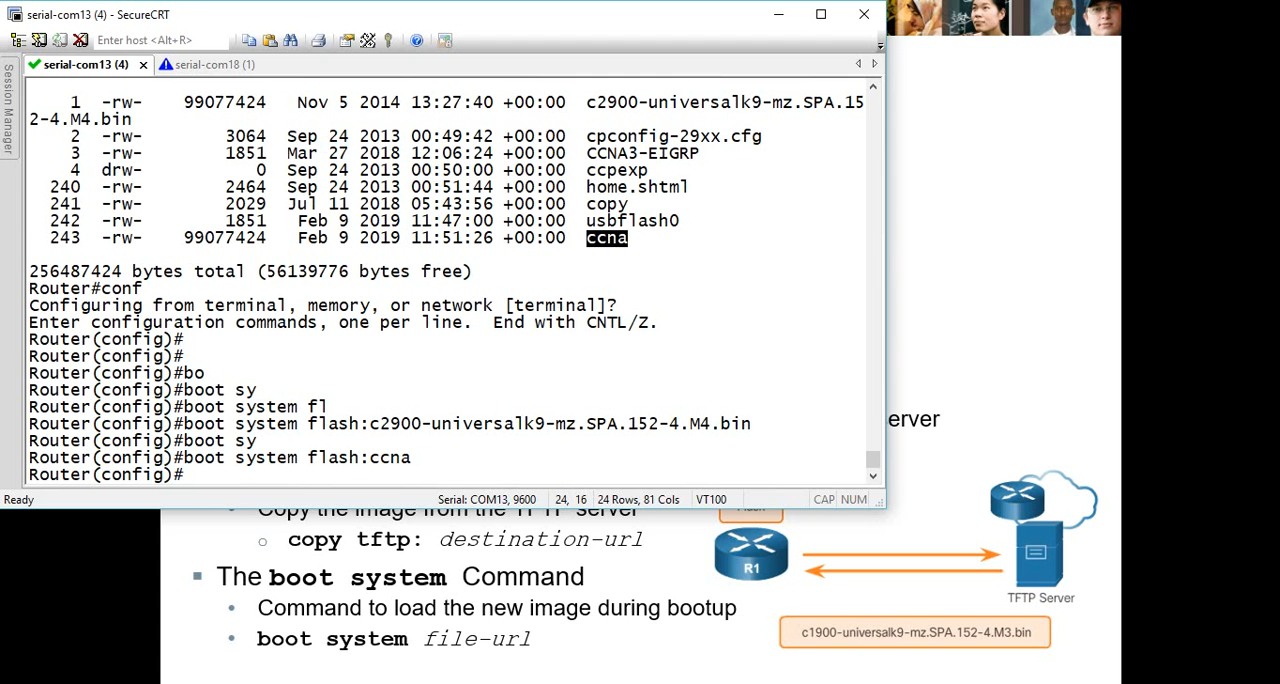 serial-com13 (4) - SecureCRT
Enter host <Alt+R>
Session Manager
serial-com13 (4)
serial-com18 (1)
1 -rw- 99077424 Nov 5 2014 13:27:40 +00:00 c2900-universalk9-mz.SPA.15
2-4.M4.bin
2 -rw- 3064 Sep 24 2013 00:49:42 +00:00 cpconfig-29xx.cfg
3 -rw- 1851 Mar 27 2018 12:06:24 +00:00 CCNA3-EIGRP
4 drw- 0 Sep 24 2013 00:50:00 +00:00 ccpexp
240 -rw- 2464 Sep 24 2013 00:51:44 +00:00 home.shtml
241 -rw- 2029 Jul 11 2018 05:43:56 +00:00 copy
242 -rw- 1851 Feb 9 2019 11:47:00 +00:00 usbflash0
243 -rw- 99077424 Feb 9 2019 11:51:26 +00:00 ccna
256487424 bytes total (56139776 bytes free)
Router#conf
Configuring from terminal, memory, or network [terminal]?
Enter configuration commands, one per line.  End with CNTL/Z.
Router(config)#
Router(config)#
Router(config)#bo
Router(config)#boot sy
Router(config)#boot system fl
Router(config)#boot system flash:c2900-universalk9-mz.SPA.152-4.M4.bin
Router(config)#boot sy
Router(config)#boot system flash:ccna
Router(config)#
Ready
Serial: COM13, 9600
24, 16
24 Rows, 81 Cols
VT100
CAP NUM
erver
Copy the image from the TFTP server
copy tftp: destination-url
The boot system Command
Command to load the new image during bootup
boot system file-url
R1
TFTP Server
c1900-universalk9-mz.SPA.152-4.M3.bin